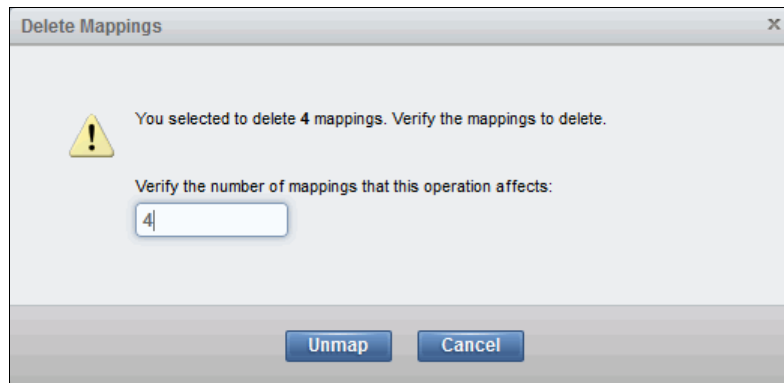 Delete Mappings
x
You selected to delete 4 mappings. Verify the mappings to delete.
Verify the number of mappings that this operation affects:
4
Unmap Cancel